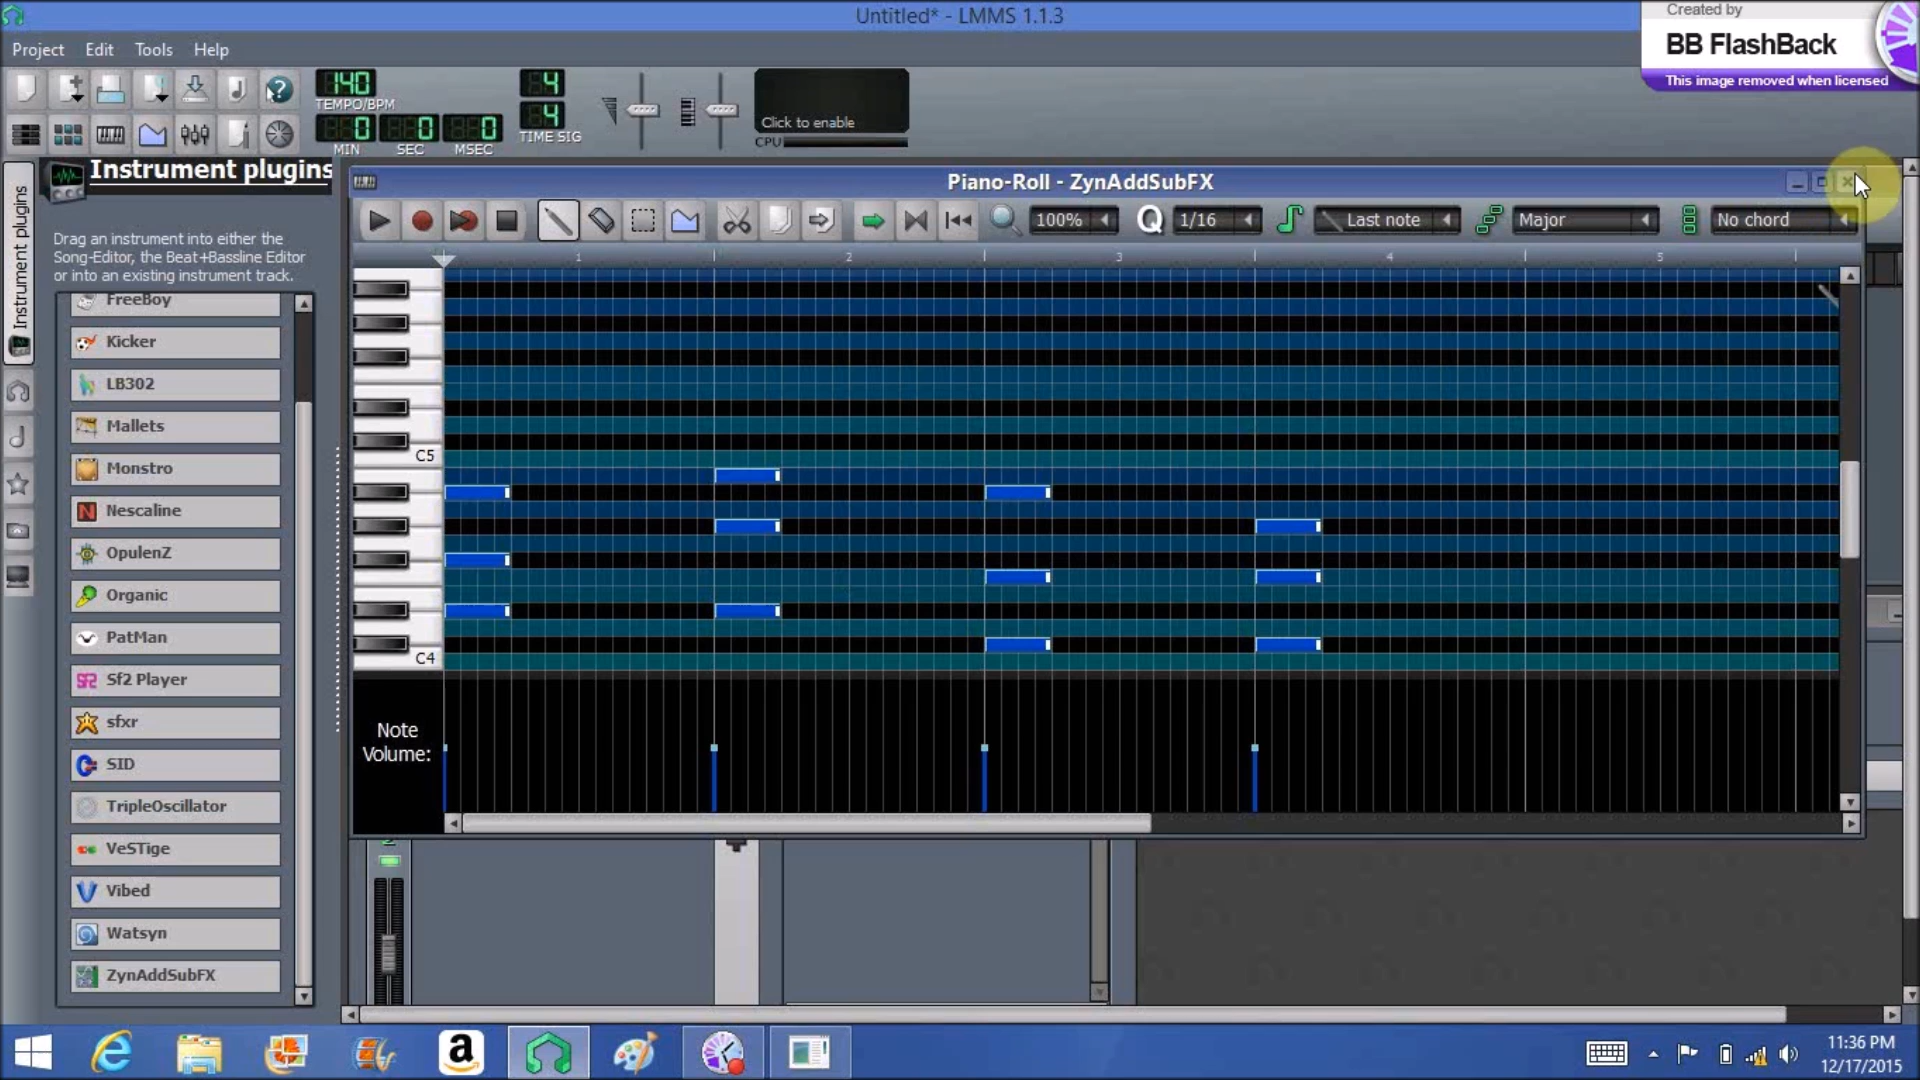 Untitled* - LMMS 1.1.3
Created by
BB FlashBack
This image removed when licensed
Project Edit Tools Help
140
TEMPO/BPM
4
4
TIME SIG
0 0 0
MIN SEC MSEC
Click to enable
CPU
Instrument plugins
Instrument plugins
Drag an instrument into either the
Song-Editor, the Beat+Bassline Editor
or into an existing instrument track.
FreeBoy
Kicker
LB302
Mallets
Monstro
Nescaline
OpulenZ
Organic
PatMan
Sf2 Player
sfxr
SID
TripleOscillator
VeSTige
Vibed
Watsyn
ZynAddSubFX
Piano-Roll - ZynAddSubFX
100% Q 1/16 Last note Major No chord
1 2 3 4 5
C5
C4
Note
Volume:
11:36 PM
12/17/2015